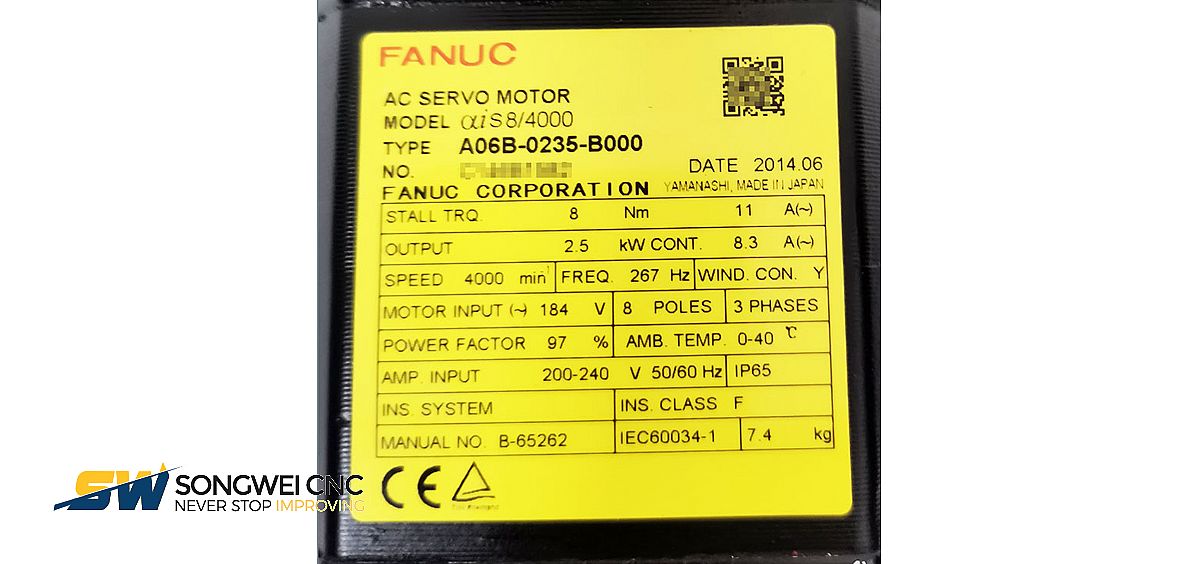 FANUC
AC SERVO MOTOR
MODEL αiS8/4000
TYPE A06B-0235-B000
NO.
DATE 2014.06
FANUC CORPORATION YAMANASHI, MADE IN JAPAN
STALL TRQ. 8 Nm 11 A(~)
OUTPUT 2.5 kW CONT. 8.3 A(~)
SPEED 4000 min⁻¹ FREQ. 267 Hz WIND. CON. Y
MOTOR INPUT (~) 184 V 8 POLES 3 PHASES
POWER FACTOR 97 % AMB. TEMP. 0-40 ℃
AMP. INPUT 200-240 V 50/60 Hz IP65
INS. SYSTEM INS. CLASS F
MANUAL NO. B-65262 IEC60034-1 7.4 kg
CE
SW SONGWEI CNC
NEVER STOP IMPROVING